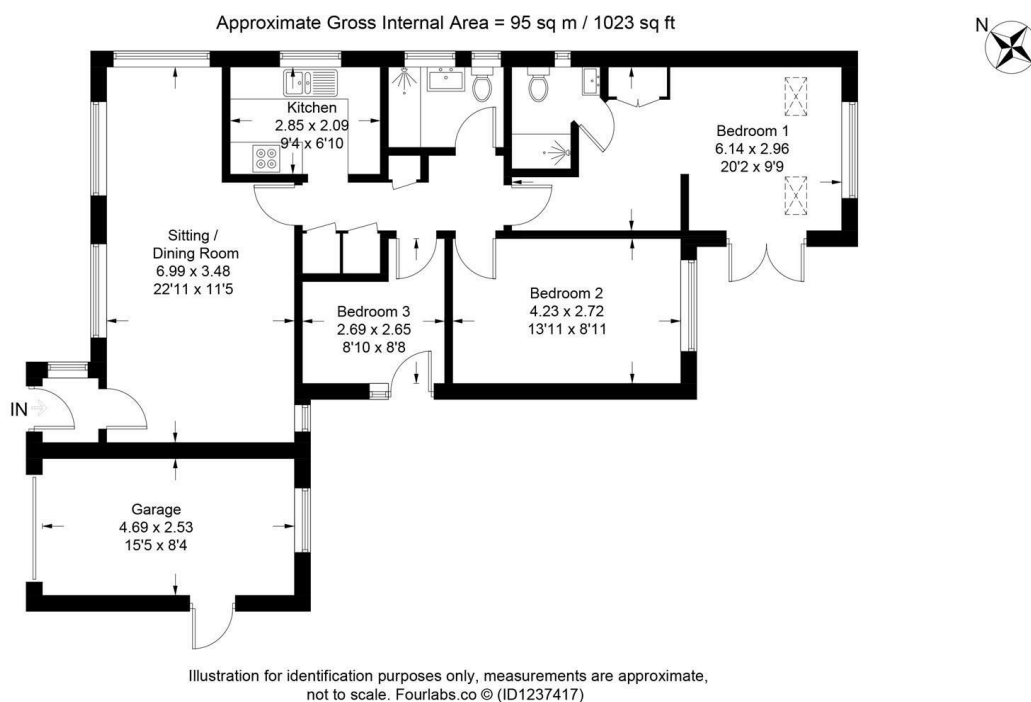 Approximate Gross Internal Area = 95 sq m / 1023 sq ft
N
Kitchen
2.85 x 2.09
9'4 x 6'10
Bedroom 1
6.14 x 2.96
20'2 x 9'9
Sitting /
Dining Room
6.99 x 3.48
22'11 x 11'5
Bedroom 3
2.69 x 2.65
8'10 x 8'8
Bedroom 2
4.23 x 2.72
13'11 x 8'11
IN
Garage
4.69 x 2.53
15'5 x 8'4
Illustration for identification purposes only, measurements are approximate,
not to scale. Fourlabs.co © (ID1237417)